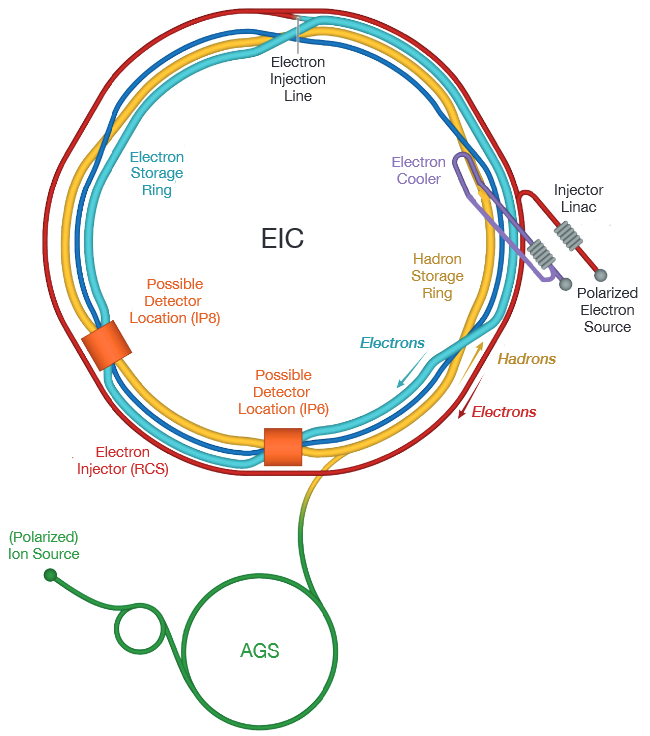 Electron
Injection
Line
Electron
Storage
Ring
Electron
Cooler
Injector
Linac
EIC
Hadron
Storage
Ring
Possible
Detector
Location (IP8)
Polarized
Electron
Source
Electrons
Hadrons
Possible
Detector
Location (IP6)
Electrons
Electron
Injector (RCS)
(Polarized)
Ion Source
AGS